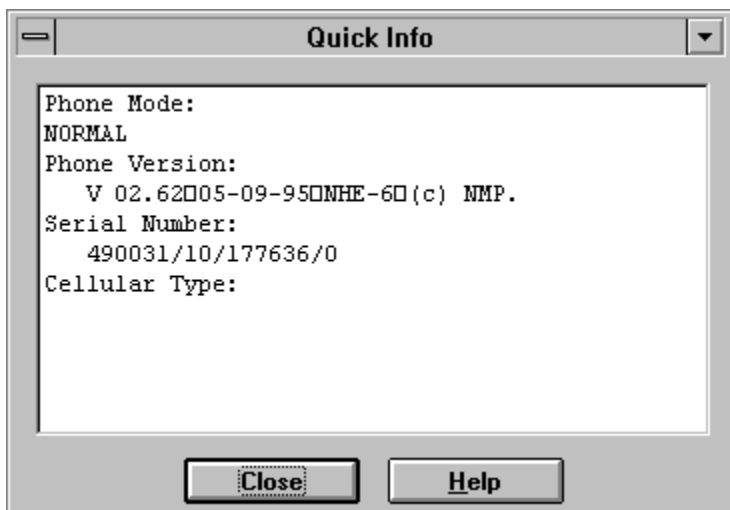 Quick Info
Phone Mode:
NORMAL
Phone Version:
V 02.62□05-09-95□NHE-6□(c) NMP.
Serial Number:
490031/10/177636/0
Cellular Type:
Close
Help